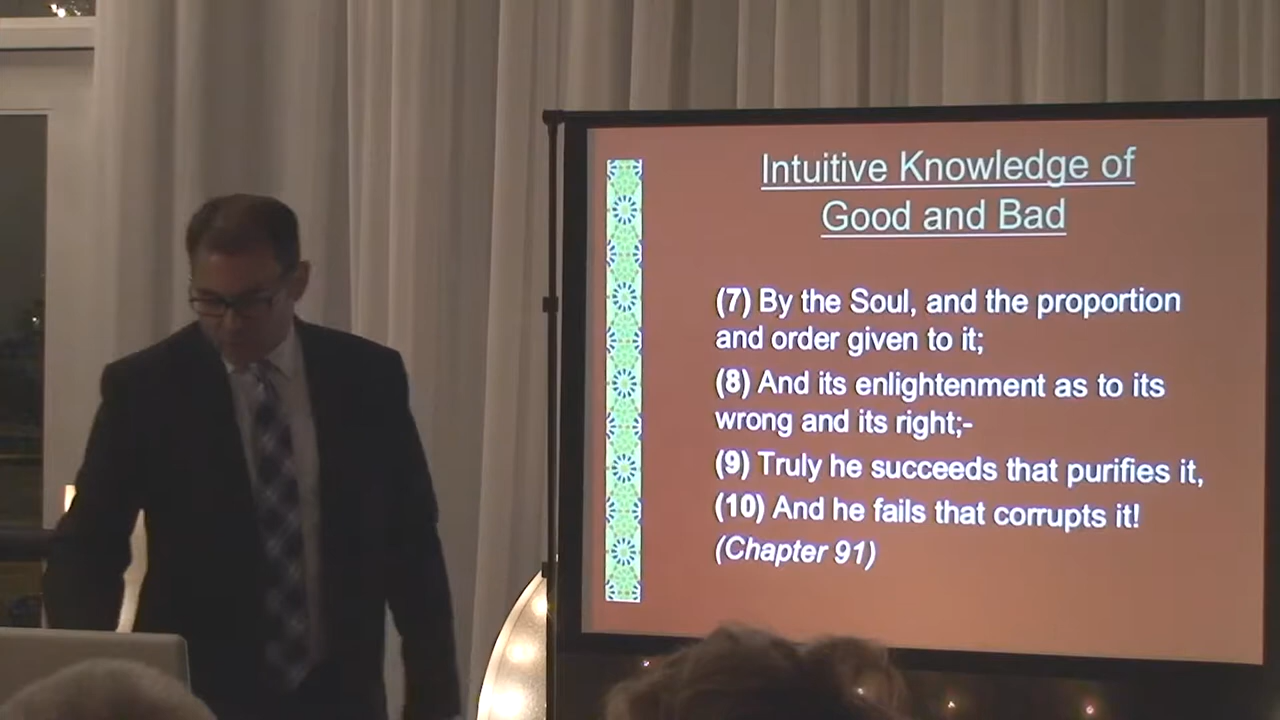 Intuitive Knowledge of
Good and Bad
(7) By the Soul, and the proportion
and order given to it;
(8) And its enlightenment as to its
wrong and its right;-
(9) Truly he succeeds that purifies it,
(10) And he fails that corrupts it!
(Chapter 91)